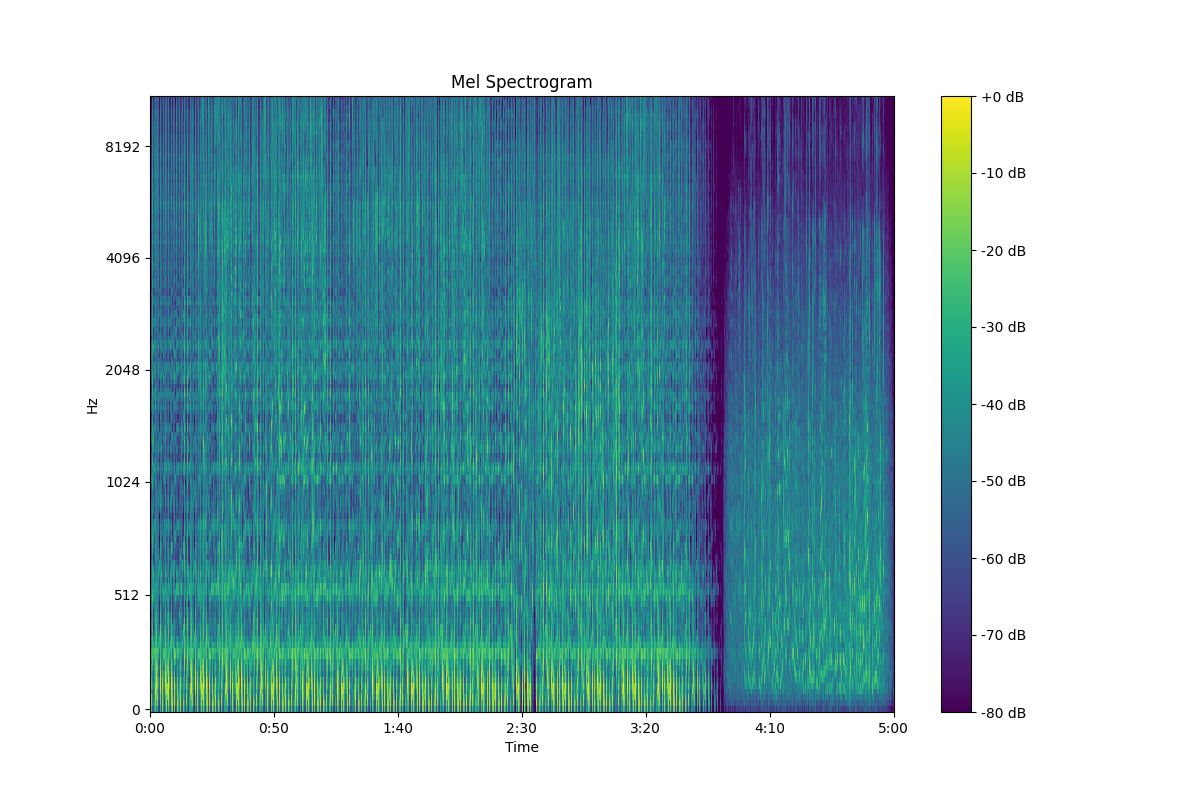 Mel Spectrogram
Hz
8192
4096
2048
1024
512
0
0:00 0:50 1:40 2:30 3:20 4:10 5:00
Time
+0 dB
-10 dB
-20 dB
-30 dB
-40 dB
-50 dB
-60 dB
-70 dB
-80 dB